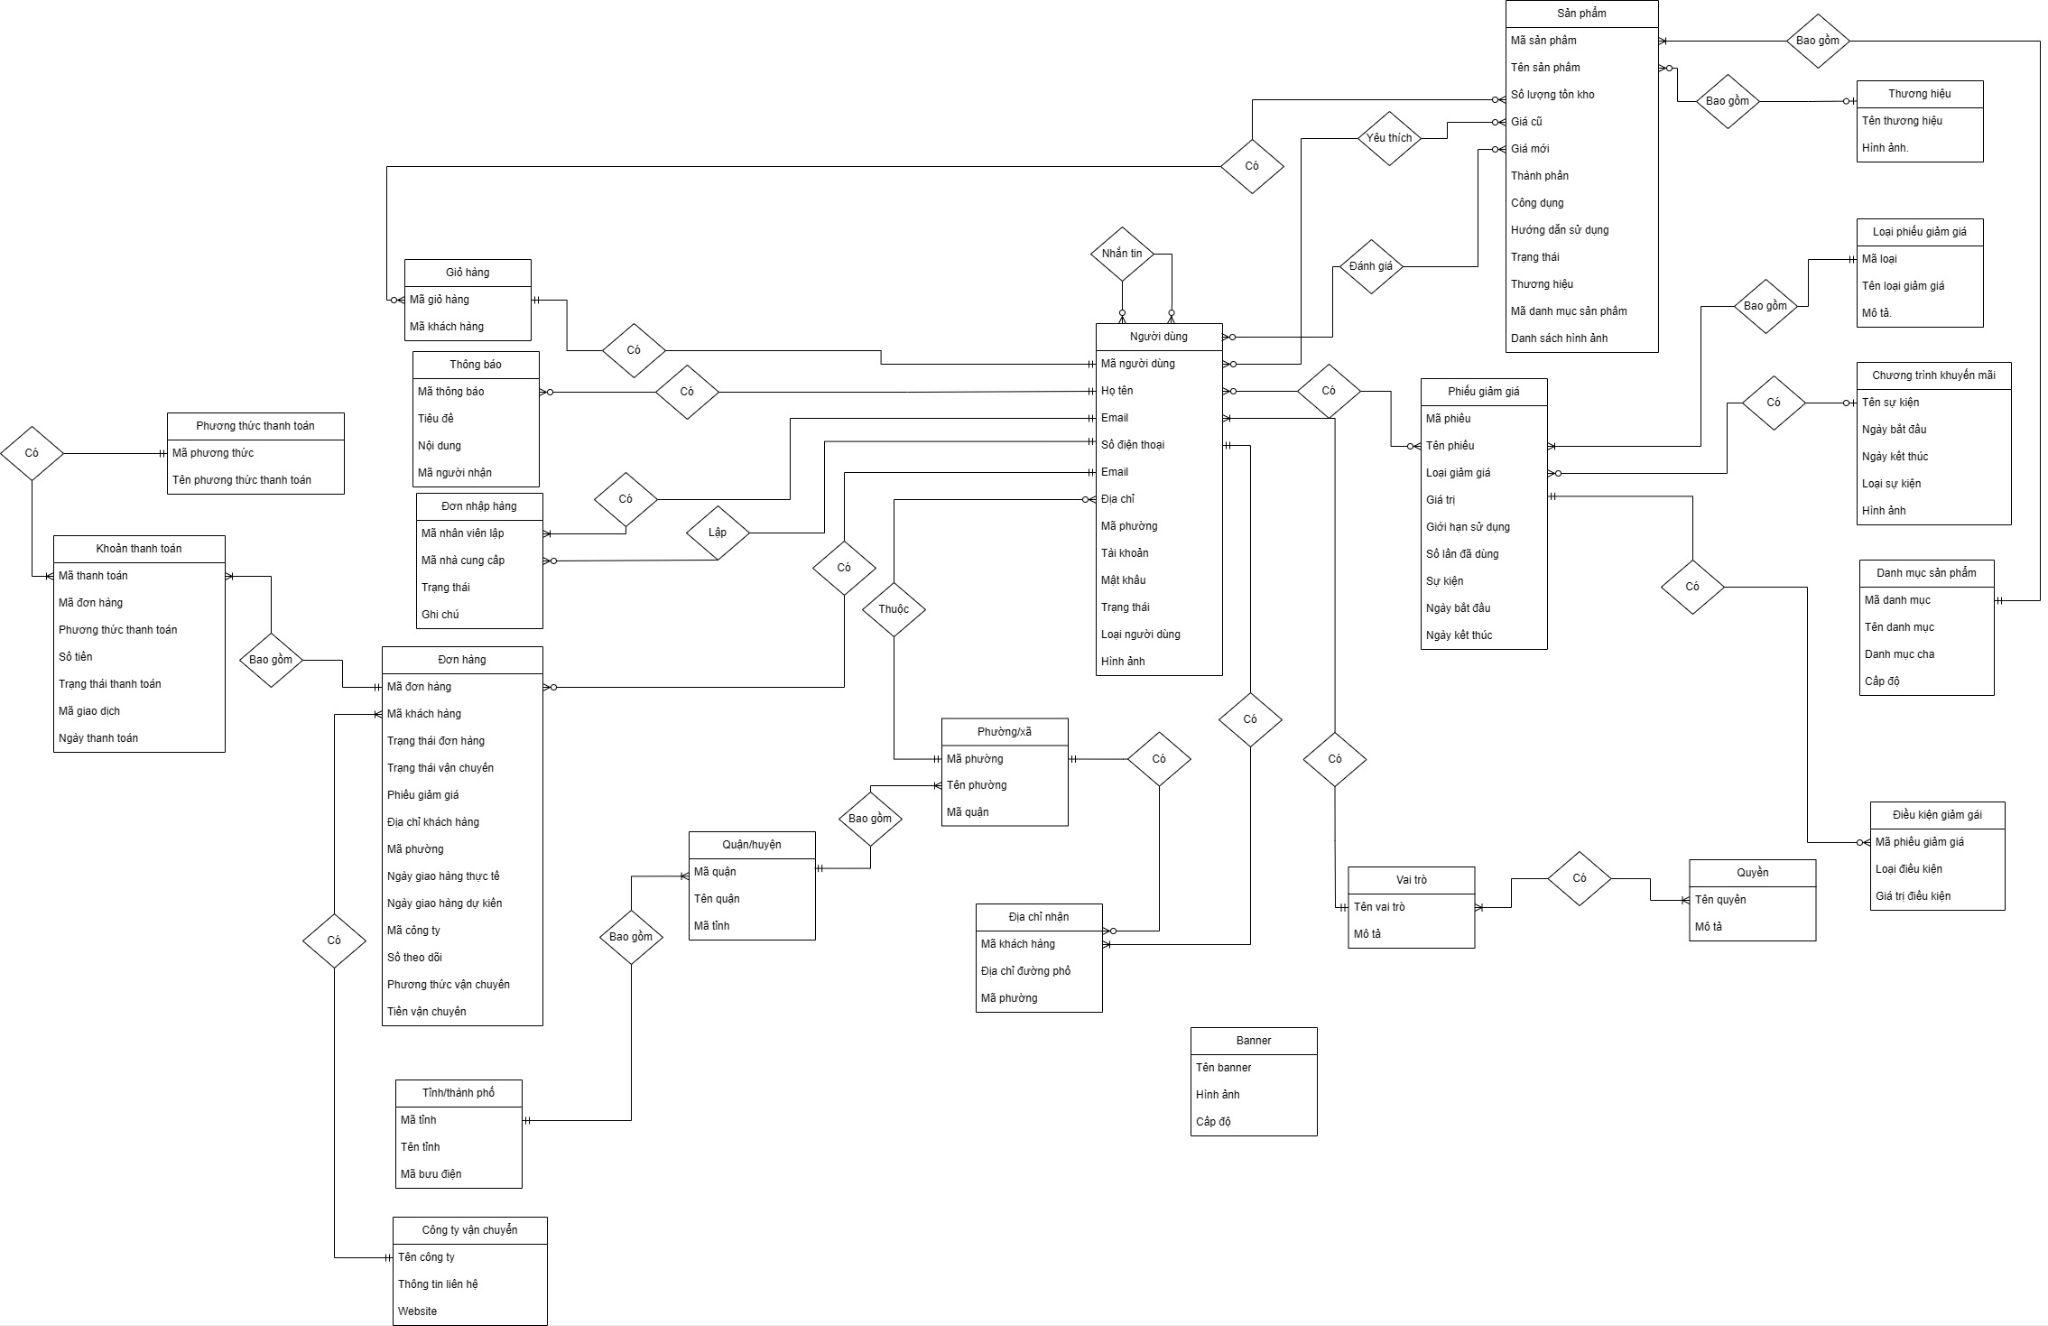 Sản phẩm
Mã sản phẩm
Tên sản phẩm
Số lượng tồn kho
Giá cũ
Giá mới
Thành phần
Công dụng
Hướng dẫn sử dụng
Trạng thái
Thương hiệu
Mã danh mục sản phẩm
Danh sách hình ảnh
Bao gồm
Bao gồm
Thương hiệu
Tên thương hiệu
Hình ảnh.
Yêu thích
Có
Đánh giá
Nhắn tin
Loại phiếu giảm giá
Mã loại
Tên loại giảm giá
Mô tả.
Bao gồm
Giỏ hàng
Mã giỏ hàng
Mã khách hàng
Có
Thông báo
Mã thông báo
Tiêu đề
Nội dung
Mã người nhận
Có
Người dùng
Mã người dùng
Họ tên
Email
Số điện thoại
Email
Địa chỉ
Mã phường
Tài khoản
Mật khẩu
Trạng thái
Loại người dùng
Hình ảnh
Có
Phiếu giảm giá
Mã phiếu
Tên phiếu
Loại giảm giá
Giá trị
Giới hạn sử dụng
Số lần đã dùng
Sự kiện
Ngày bắt đầu
Ngày kết thúc
Có
Chương trình khuyến mãi
Tên sự kiện
Ngày bắt đầu
Ngày kết thúc
Loại sự kiện
Hình ảnh
Có
Phương thức thanh toán
Mã phương thức
Tên phương thức thanh toán
Đơn nhập hàng
Mã nhân viên lập
Mã nhà cung cấp
Trạng thái
Ghi chú
Có
Lập
Có
Thuộc
Có
Danh mục sản phẩm
Mã danh mục
Tên danh mục
Danh mục cha
Cấp độ
Khoản thanh toán
Mã thanh toán
Mã đơn hàng
Phương thức thanh toán
Số tiền
Trạng thái thanh toán
Mã giao dịch
Ngày thanh toán
Bao gồm
Đơn hàng
Mã đơn hàng
Mã khách hàng
Trạng thái đơn hàng
Trạng thái vận chuyển
Phiếu giảm giá
Địa chỉ khách hàng
Mã phường
Ngày giao hàng thực tế
Ngày giao hàng dự kiến
Mã công ty
Số theo dõi
Phương thức vận chuyển
Tiền vận chuyển
Phường/xã
Mã phường
Tên phường
Mã quận
Có
Có
Có
Bao gồm
Quận/huyện
Mã quận
Tên quận
Mã tỉnh
Bao gồm
Có
Địa chỉ nhận
Mã khách hàng
Địa chỉ đường phố
Mã phường
Vai trò
Tên vai trò
Mô tả
Có
Quyền
Tên quyền
Mô tả
Điều kiện giảm gái
Mã phiếu giảm giá
Loại điều kiện
Giá trị điều kiện
Banner
Tên banner
Hình ảnh
Cấp độ
Tỉnh/thành phố
Mã tỉnh
Tên tỉnh
Mã bưu điện
Công ty vận chuyển
Tên công ty
Thông tin liên hệ
Website